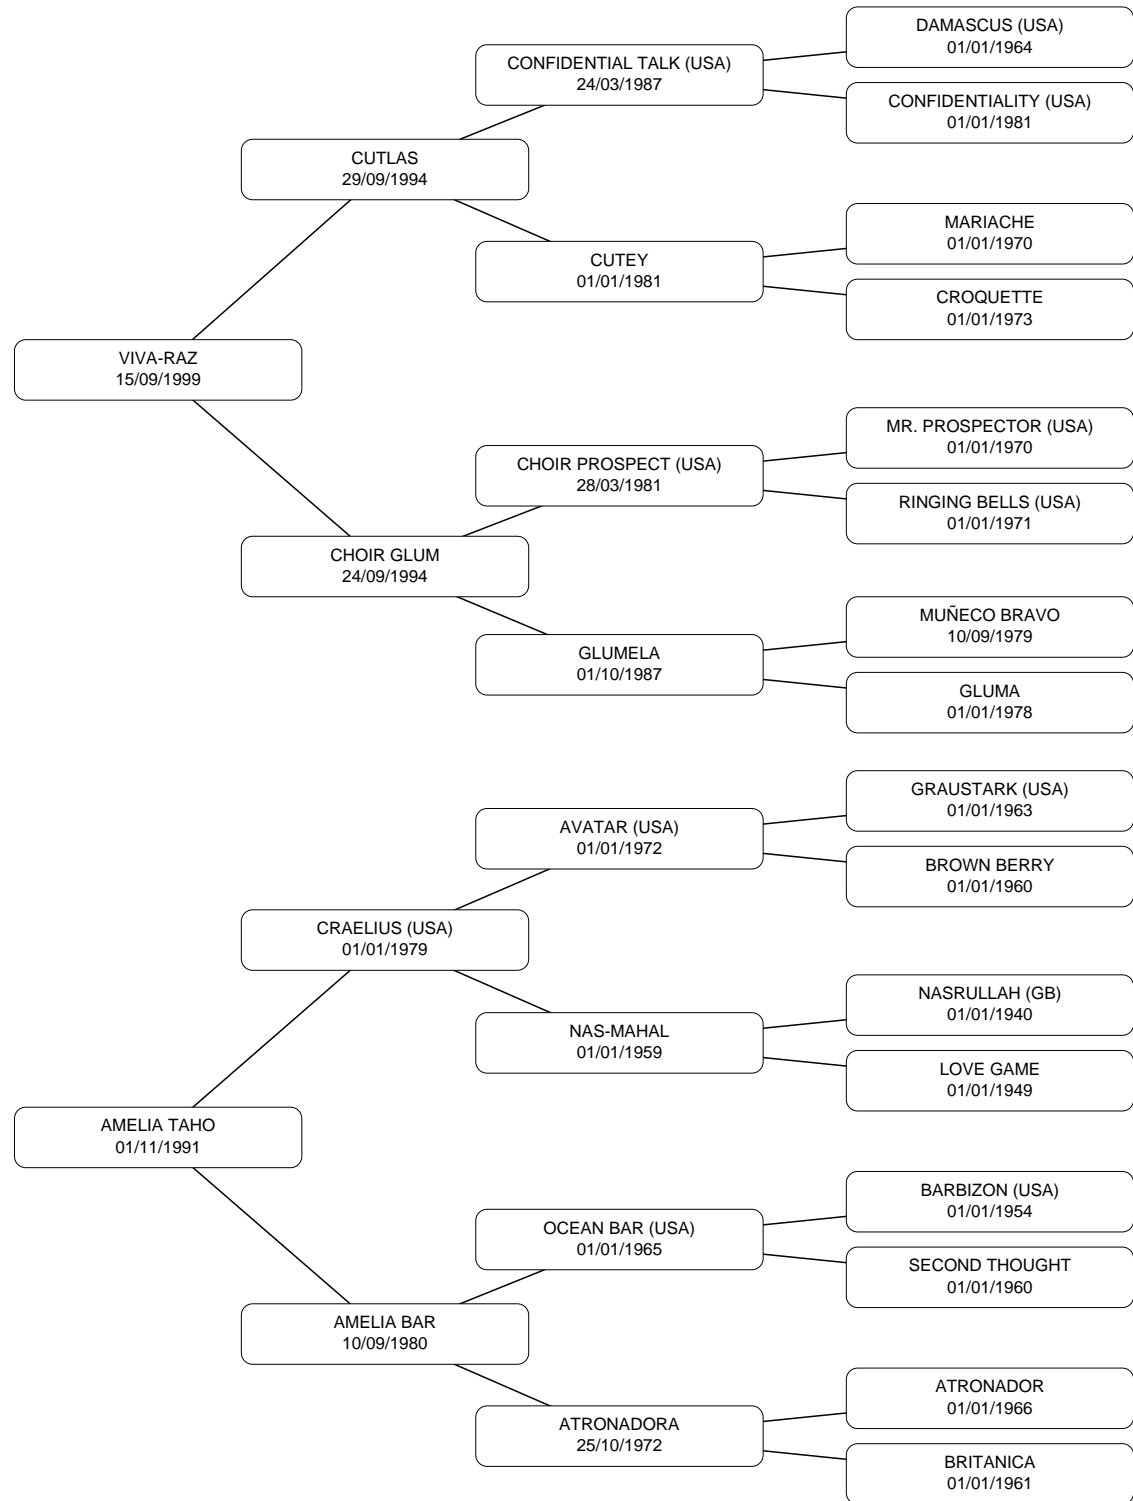 DAMASCUS (USA)
01/01/1964
CONFIDENTIAL TALK (USA)
24/03/1987
CONFIDENTIALITY (USA)
01/01/1981
CUTLAS
29/09/1994
MARIACHE
01/01/1970
CUTEY
01/01/1981
CROQUETTE
01/01/1973
VIVA-RAZ
15/09/1999
MR. PROSPECTOR (USA)
01/01/1970
CHOIR PROSPECT (USA)
28/03/1981
RINGING BELLS (USA)
01/01/1971
CHOIR GLUM
24/09/1994
MUÑECO BRAVO
10/09/1979
GLUMELA
01/10/1987
GLUMA
01/01/1978
GRAUSTARK (USA)
01/01/1963
AVATAR (USA)
01/01/1972
BROWN BERRY
01/01/1960
CRAELIUS (USA)
01/01/1979
NASRULLAH (GB)
01/01/1940
NAS-MAHAL
01/01/1959
LOVE GAME
01/01/1949
AMELIA TAHO
01/11/1991
BARBIZON (USA)
01/01/1954
OCEAN BAR (USA)
01/01/1965
SECOND THOUGHT
01/01/1960
AMELIA BAR
10/09/1980
ATRONADOR
01/01/1966
ATRONADORA
25/10/1972
BRITANICA
01/01/1961